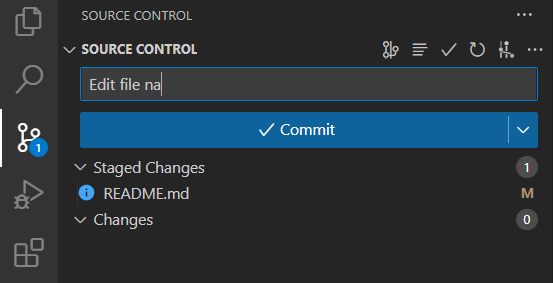 SOURCE CONTROL
SOURCE CONTROL
Edit file na
Commit
1
Staged Changes 1
README.md M
Changes 0